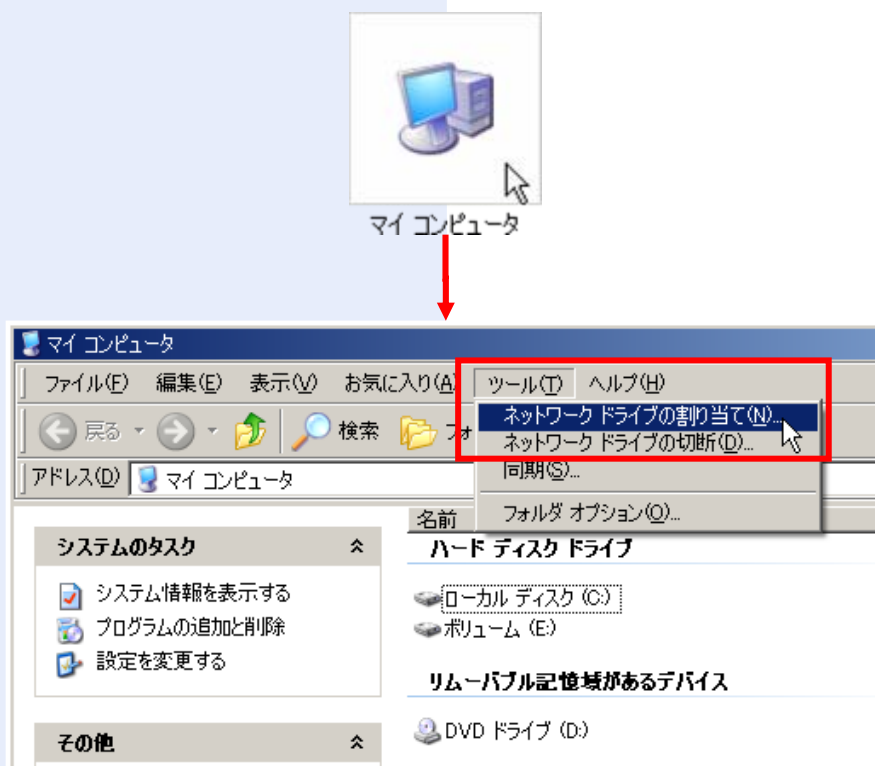 マイ コンピュータ
マイ コンピュータ
ファイル(F) 編集(E) 表示(V) お気に入り(A) ツール(T) ヘルプ(H)
戻る 検索 フォ
ネットワーク ドライブの割り当て(N)...
ネットワーク ドライブの切断(D)...
同期(S)...
フォルダ オプション(O)...
アドレス(D) マイ コンピュータ
名前
システムのタスク
システム情報を表示する
プログラムの追加と削除
設定を変更する
その他
ハード ディスク ドライブ
ローカル ディスク (C:)
ボリューム (E:)
リムーバブル記憶域があるデバイス
DVD ドライブ (D:)